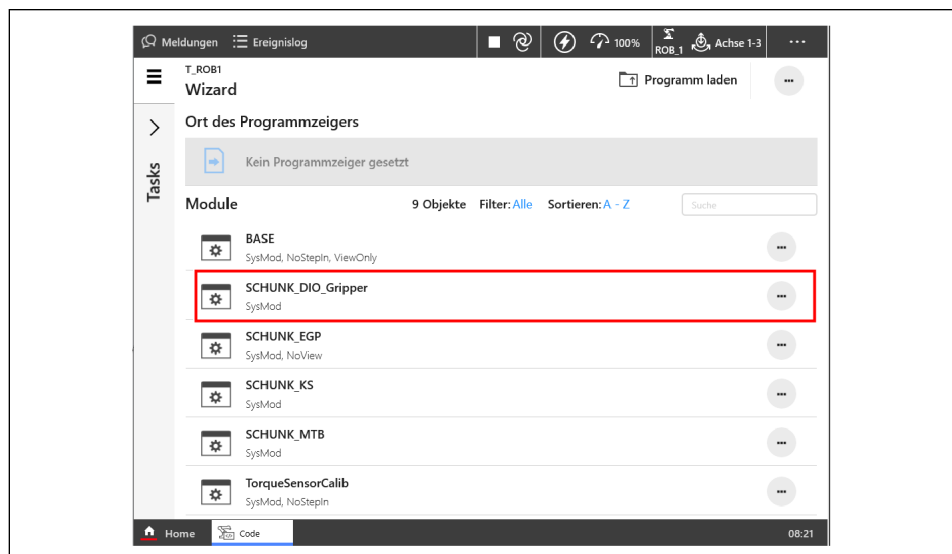 Meldungen Ereignislog 100% ROB_1 Achse 1-3 ...
T_ROB1
Wizard
Programm laden ...
Ort des Programmzeigers
Kein Programmzeiger gesetzt
Tasks
Module 9 Objekte Filter: Alle Sortieren: A - Z Suche
BASE
SysMod, NoStepIn, ViewOnly
SCHUNK_DIO_Gripper
SysMod
SCHUNK_EGP
SysMod, NoView
SCHUNK_KS
SysMod
SCHUNK_MTB
SysMod
TorqueSensorCalib
SysMod, NoStepIn
Home Code 08:21